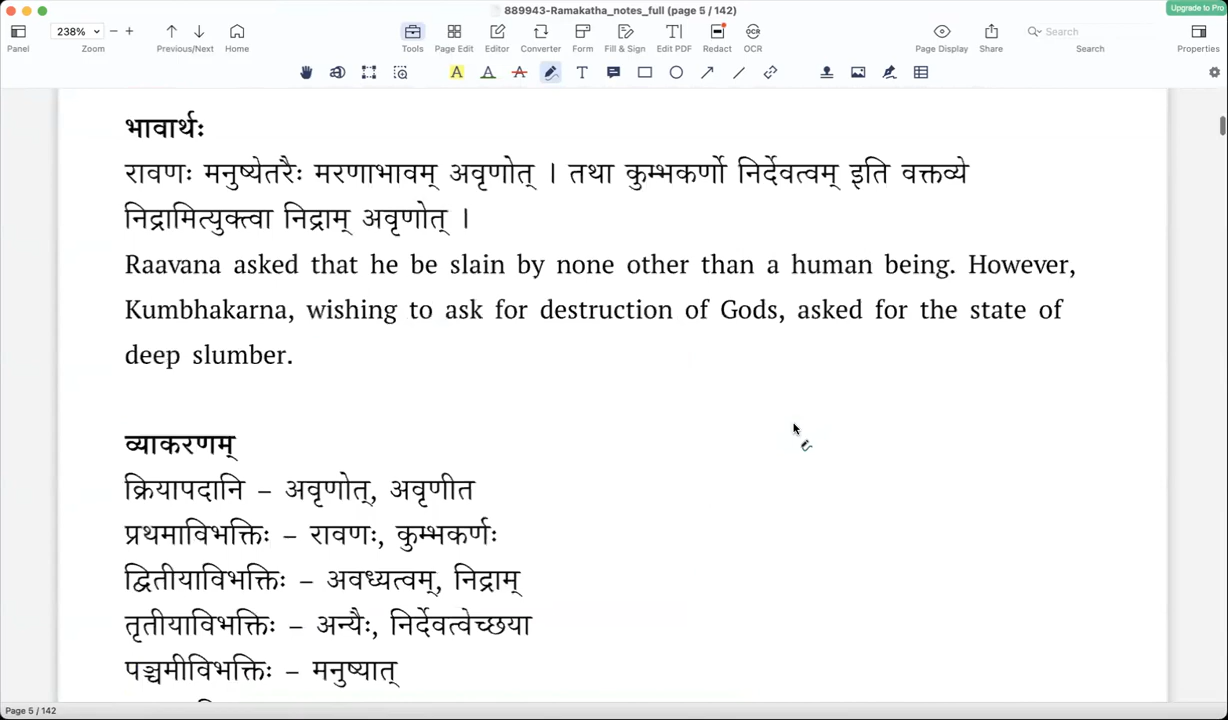 889943-Ramakatha_notes_full (page 5 / 142)
Upgrade to Pro
238%
Search
Panel Zoom Previous/Next Home Tools Page Edit Editor Converter Form Fill & Sign Edit PDF Redact OCR Page Display Share Search Properties
भावार्थः
रावणः मनुष्येतरैः मरणाभावम् अवृणोत् । तथा कुम्भकर्णो निर्देवत्वम् इति वक्तव्ये
निद्रामित्युक्त्वा निद्राम् अवृणोत् ।
Raavana asked that he be slain by none other than a human being. However,
Kumbhakarna, wishing to ask for destruction of Gods, asked for the state of
deep slumber.
व्याकरणम्
क्रियापदानि – अवृणोत्, अवृणीत
प्रथमाविभक्तिः – रावणः, कुम्भकर्णः
द्वितीयाविभक्तिः – अवध्यत्वम्, निद्राम्
तृतीयाविभक्तिः – अन्यैः, निर्देवत्वेच्छया
पञ्चमीविभक्तिः – मनुष्यात्
Page 5 / 142